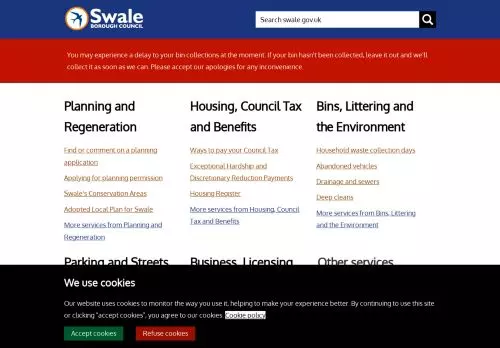 Swale
BOROUGH COUNCIL
Search swale.gov.uk
You may experience a delay to your bin collections at the moment. If your bin hasn't been collected, leave it out and we'll
collect it as soon as we can. Please accept our apologies for any inconvenience.
Planning and
Regeneration
Find or comment on a planning
application
Applying for planning permission
Swale's Conservation Areas
Adopted Local Plan for Swale
More services from Planning and
Regeneration
Housing, Council Tax
and Benefits
Ways to pay your Council Tax
Exceptional Hardship and
Discretionary Reduction Payments
Housing Register
More services from Housing, Council
Tax and Benefits
Bins, Littering and
the Environment
Household waste collection days
Abandoned vehicles
Drainage and sewers
Deep cleans
More services from Bins, Littering
and the Environment
Parking and Streets
Business, Licensing
Other services
We use cookies
Our website uses cookies to monitor the way you use it, helping to make your experience better. By continuing to use this site
or clicking "accept cookies", you agree to our cookies. Cookie policy
Accept cookies
Refuse cookies